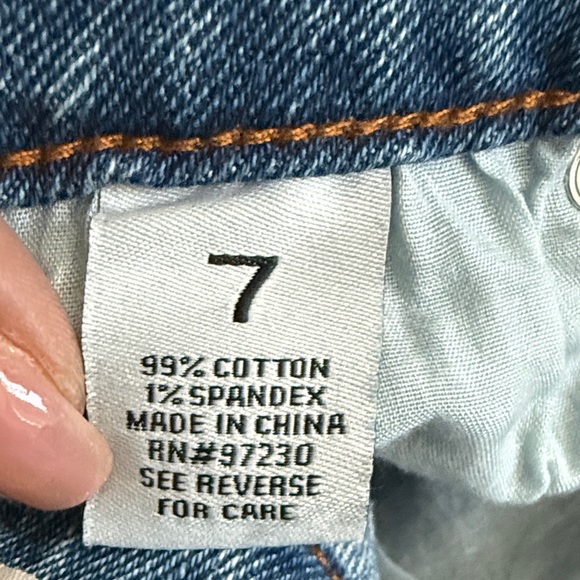 7
99% COTTON
1% SPANDEX
MADE IN CHINA
RN#97230
SEE REVERSE
FOR CARE